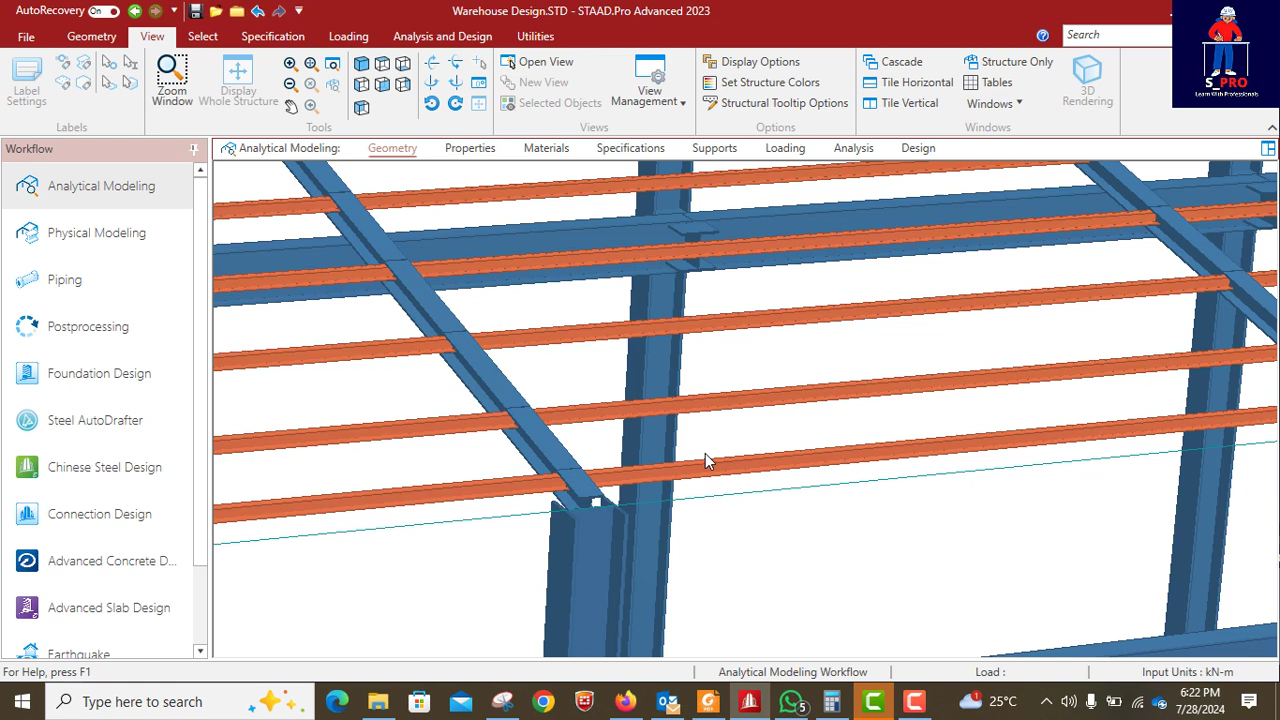 AutoRecovery On
Warehouse Design.STD - STAAD.Pro Advanced 2023
File Geometry View Select Specification Loading Analysis and Design Utilities
Search
S_PRO
Learn With Professionals
Label Settings
Labels
Zoom Window
Display Whole Structure
Tools
Open View
New View
Selected Objects
View Management
Views
Display Options
Set Structure Colors
Structural Tooltip Options
Options
Cascade
Tile Horizontal
Tile Vertical
Structure Only
Tables
Windows
Windows
3D Rendering
Workflow
Analytical Modeling: Geometry Properties Materials Specifications Supports Loading Analysis Design
Analytical Modeling
Physical Modeling
Piping
Postprocessing
Foundation Design
Steel AutoDrafter
Chinese Steel Design
Connection Design
Advanced Concrete D...
Advanced Slab Design
Earthquake
For Help, press F1
Analytical Modeling Workflow
Load :
Input Units : kN-m
Type here to search
5
25°C
6:22 PM
7/28/2024